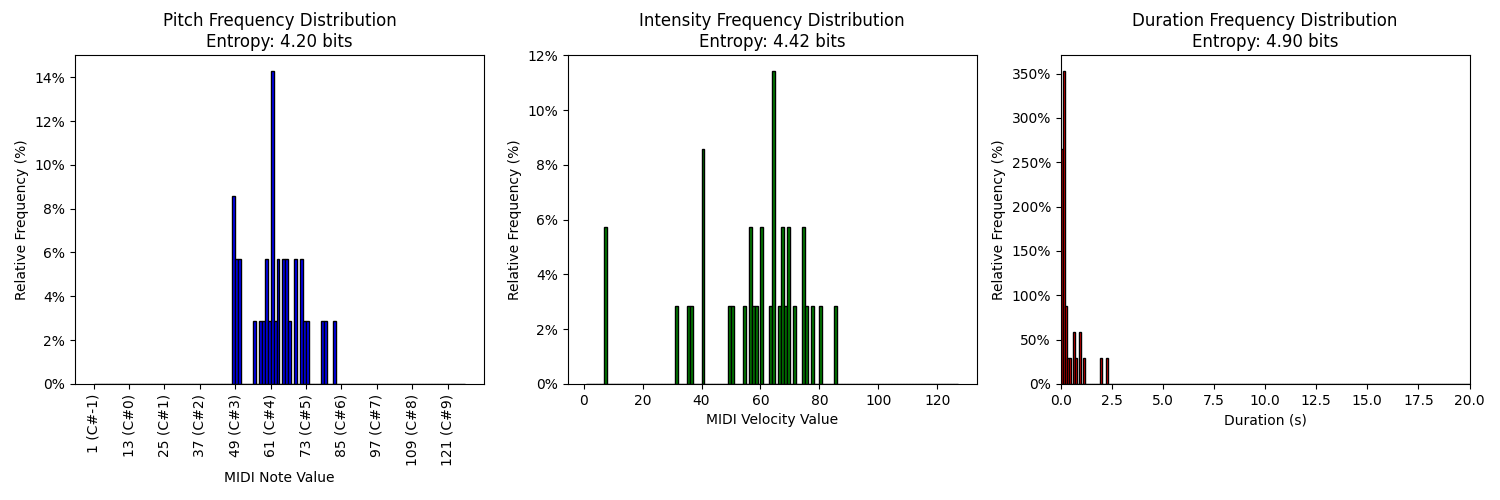 Pitch Frequency Distribution
Entropy: 4.20 bits
Relative Frequency (%)
14%
12%
10%
8%
6%
4%
2%
0%
1 (C#-1)
13 (C#0)
25 (C#1)
37 (C#2)
49 (C#3)
61 (C#4)
73 (C#5)
85 (C#6)
97 (C#7)
109 (C#8)
121 (C#9)
MIDI Note Value
Intensity Frequency Distribution
Entropy: 4.42 bits
Relative Frequency (%)
12%
10%
8%
6%
4%
2%
0%
0 20 40 60 80 100 120
MIDI Velocity Value
Duration Frequency Distribution
Entropy: 4.90 bits
Relative Frequency (%)
350%
300%
250%
200%
150%
100%
50%
0%
0.0 2.5 5.0 7.5 10.0 12.5 15.0 17.5 20.0
Duration (s)